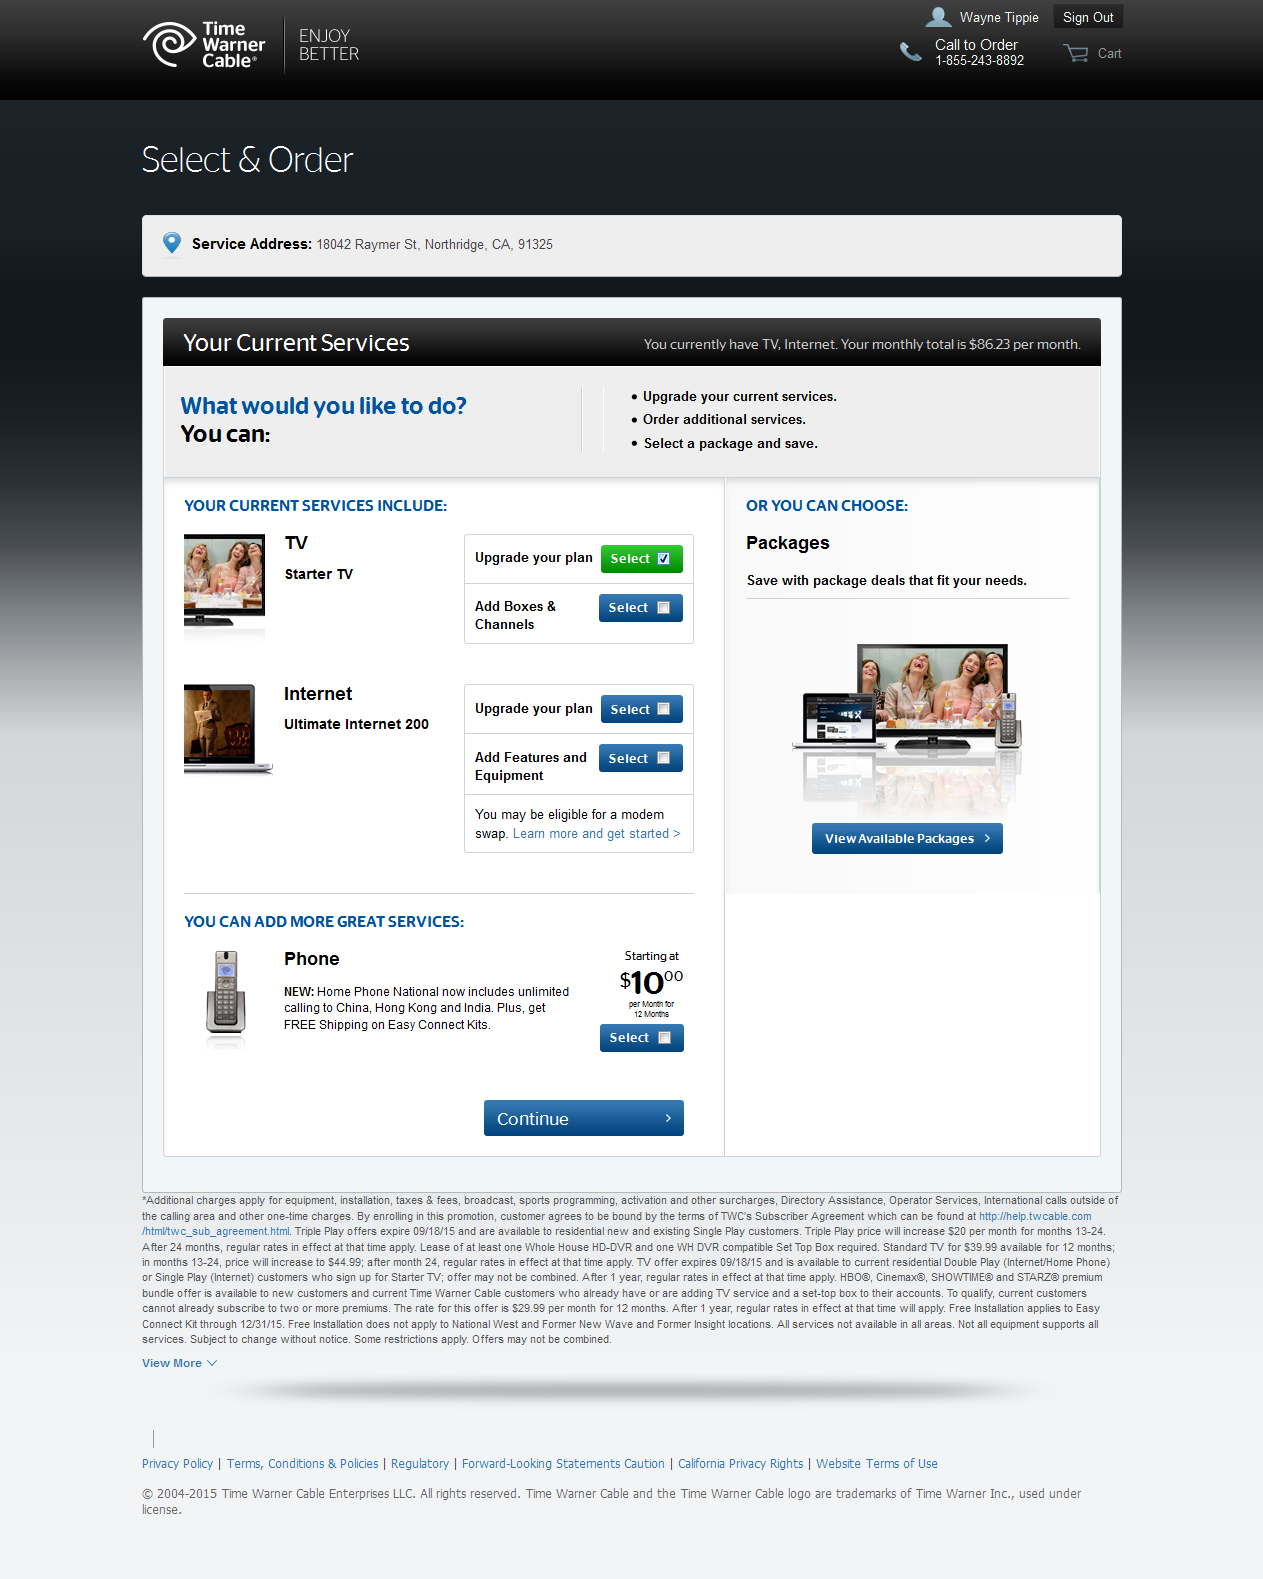 Time Warner Cable®
ENJOY BETTER
Wayne Tippie
Sign Out
Call to Order
1-855-243-8892
Cart
Select & Order
Service Address: 18042 Raymer St, Northridge, CA, 91325
Your Current Services
You currently have TV, Internet. Your monthly total is $86.23 per month.
What would you like to do?
You can:
• Upgrade your current services.
• Order additional services.
• Select a package and save.
YOUR CURRENT SERVICES INCLUDE:
TV
Starter TV
Upgrade your plan
Select
Add Boxes &
Channels
Select
Internet
Ultimate Internet 200
Upgrade your plan
Select
Add Features and
Equipment
Select
You may be eligible for a modem
swap. Learn more and get started >
YOU CAN ADD MORE GREAT SERVICES:
Phone
NEW: Home Phone National now includes unlimited
calling to China, Hong Kong and India. Plus, get
FREE Shipping on Easy Connect Kits.
Starting at
$10.00
per Month for
12 Months
Select
Continue
OR YOU CAN CHOOSE:
Packages
Save with package deals that fit your needs.
View Available Packages
*Additional charges apply for equipment, installation, taxes & fees, broadcast, sports programming, activation and other surcharges, Directory Assistance, Operator Services, International calls outside of
the calling area and other one-time charges. By enrolling in this promotion, customer agrees to be bound by the terms of TWC's Subscriber Agreement which can be found at http://help.twcable.com
/html/twc_sub_agreement.html. Triple Play offers expire 09/18/15 and are available to residential new and existing Single Play customers. Triple Play price will increase $20 per month for months 13-24.
After 24 months, regular rates in effect at that time apply. Lease of at least one Whole House HD-DVR and one WH DVR compatible Set Top Box required. Standard TV for $39.99 available for 12 months;
in months 13-24, price will increase to $44.99; after month 24, regular rates in effect at that time apply. TV offer expires 09/18/15 and is available to current residential Double Play (Internet/Home Phone)
or Single Play (Internet) customers who sign up for Starter TV; offer may not be combined. After 1 year, regular rates in effect at that time apply. HBO®, Cinemax®, SHOWTIME® and STARZ® premium
bundle offer is available to new customers and current Time Warner Cable customers who already have or are adding TV service and a set-top box to their accounts. To qualify, current customers
cannot already subscribe to two or more premiums. The rate for this offer is $29.99 per month for 12 months. After 1 year, regular rates in effect at that time will apply. Free Installation applies to Easy
Connect Kit through 12/31/15. Free Installation does not apply to National West and Former New Wave and Former Insight locations. All services not available in all areas. Not all equipment supports all
services. Subject to change without notice. Some restrictions apply. Offers may not be combined.
View More
Privacy Policy | Terms, Conditions & Policies | Regulatory | Forward-Looking Statements Caution | California Privacy Rights | Website Terms of Use
© 2004-2015 Time Warner Cable Enterprises LLC. All rights reserved. Time Warner Cable and the Time Warner Cable logo are trademarks of Time Warner Inc., used under
license.